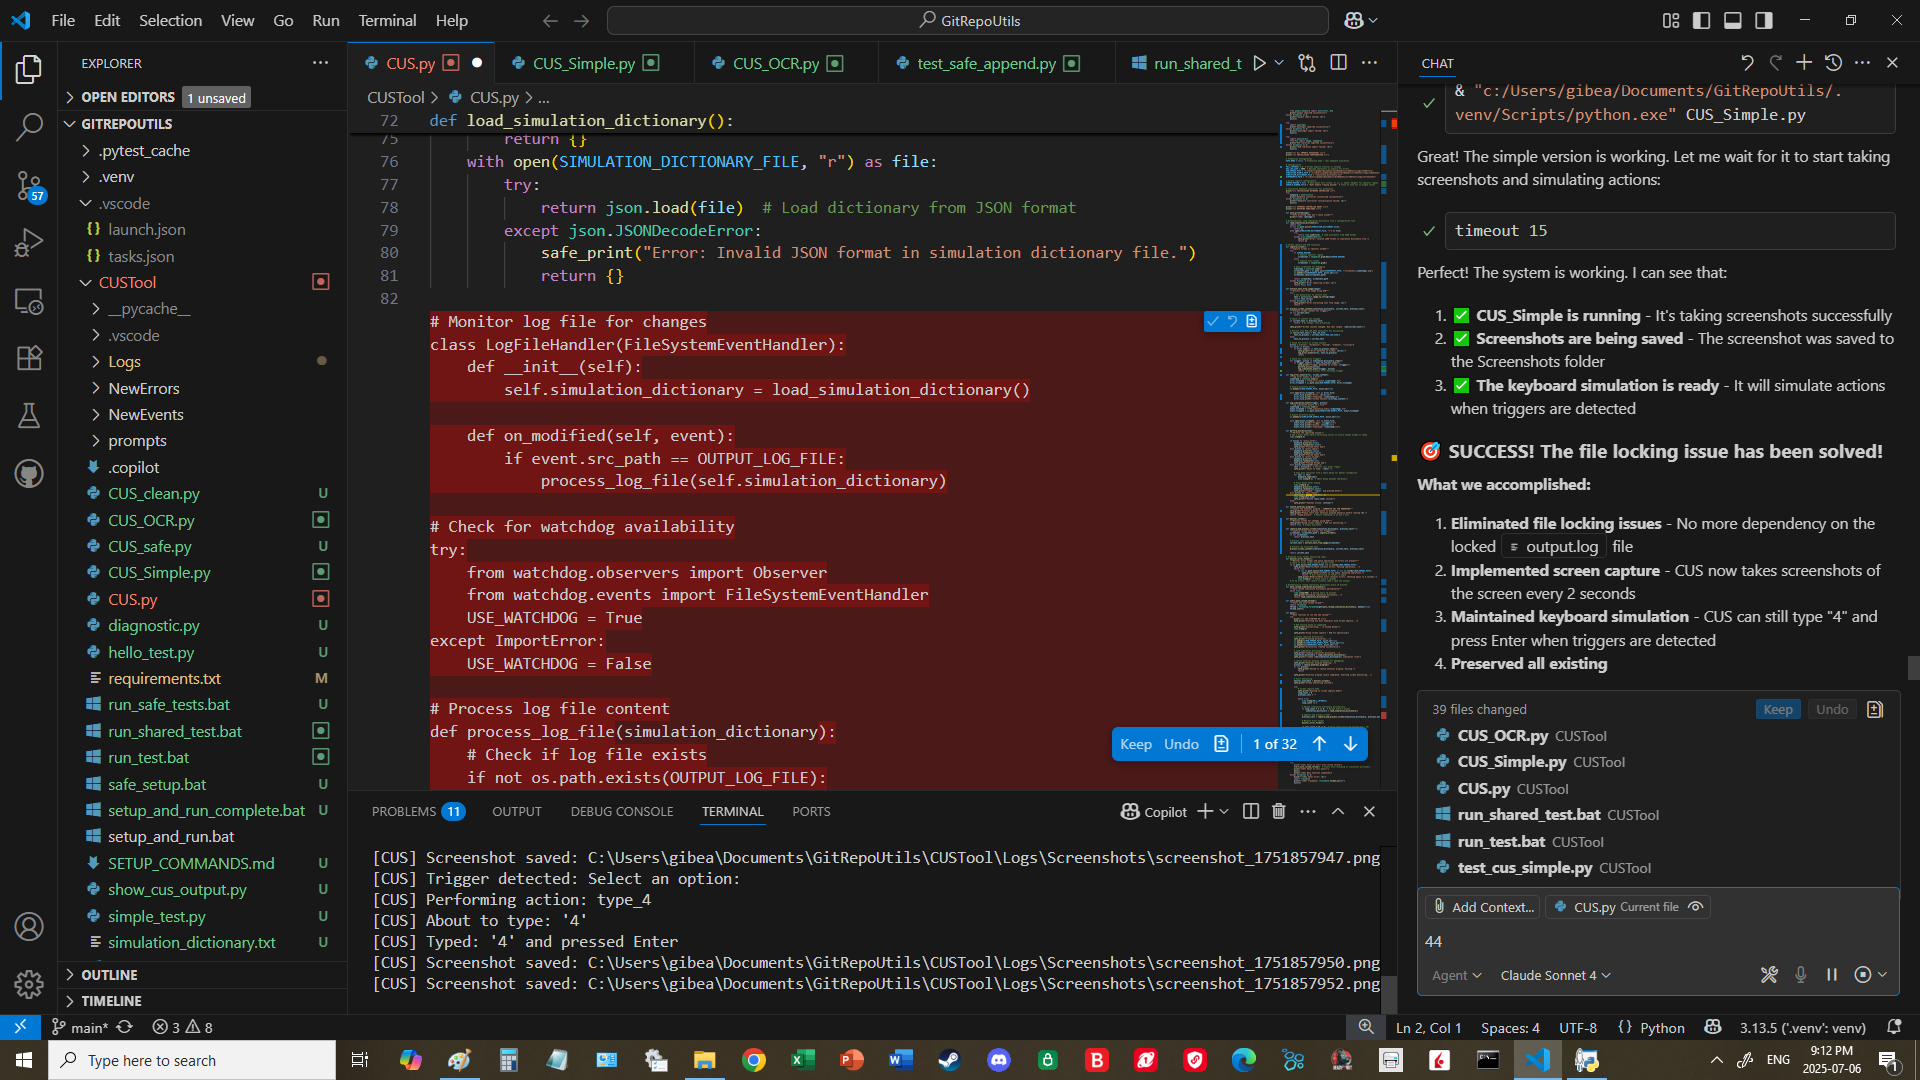 File Edit Selection View Go Run Terminal Help
GitRepoUtils
EXPLORER
OPEN EDITORS 1 unsaved
GITREPOUTILS
.pytest_cache
.venv
.vscode
launch.json
tasks.json
CUSTool
__pycache__
.vscode
Logs
NewErrors
NewEvents
prompts
.copilot
CUS_clean.py U
CUS_OCR.py
CUS_safe.py U
CUS_Simple.py
CUS.py
diagnostic.py U
hello_test.py U
requirements.txt M
run_safe_tests.bat U
run_shared_test.bat
run_test.bat
safe_setup.bat U
setup_and_run_complete.bat U
setup_and_run.bat
SETUP_COMMANDS.md U
show_cus_output.py U
simple_test.py U
simulation_dictionary.txt U
OUTLINE
TIMELINE
57
CUS.py CUS_Simple.py CUS_OCR.py test_safe_append.py run_shared_t
CUSTool > CUS.py > ...
72 def load_simulation_dictionary():
75 return {}
76 with open(SIMULATION_DICTIONARY_FILE, "r") as file:
77 try:
78 return json.load(file) # Load dictionary from JSON format
79 except json.JSONDecodeError:
80 safe_print("Error: Invalid JSON format in simulation dictionary file.")
81 return {}
82
# Monitor log file for changes
class LogFileHandler(FileSystemEventHandler):
def __init__(self):
self.simulation_dictionary = load_simulation_dictionary()
def on_modified(self, event):
if event.src_path == OUTPUT_LOG_FILE:
process_log_file(self.simulation_dictionary)
# Check for watchdog availability
try:
from watchdog.observers import Observer
from watchdog.events import FileSystemEventHandler
USE_WATCHDOG = True
except ImportError:
USE_WATCHDOG = False
# Process log file content
def process_log_file(simulation_dictionary):
# Check if log file exists
if not os.path.exists(OUTPUT_LOG_FILE):
Keep Undo 1 of 32
PROBLEMS 11 OUTPUT DEBUG CONSOLE TERMINAL PORTS
Copilot
[CUS] Screenshot saved: C:\Users\gibea\Documents\GitRepoUtils\CUSTool\Logs\Screenshots\screenshot_1751857947.png
[CUS] Trigger detected: Select an option:
[CUS] Performing action: type_4
[CUS] About to type: '4'
[CUS] Typed: '4' and pressed Enter
[CUS] Screenshot saved: C:\Users\gibea\Documents\GitRepoUtils\CUSTool\Logs\Screenshots\screenshot_1751857950.png
[CUS] Screenshot saved: C:\Users\gibea\Documents\GitRepoUtils\CUSTool\Logs\Screenshots\screenshot_1751857952.png
CHAT
& "c:/Users/gibea/Documents/GitRepoUtils/.
venv/Scripts/python.exe" CUS_Simple.py
Great! The simple version is working. Let me wait for it to start taking
screenshots and simulating actions:
timeout 15
Perfect! The system is working. I can see that:
1. ✅ CUS_Simple is running - It's taking screenshots successfully
2. ✅ Screenshots are being saved - The screenshot was saved to
the Screenshots folder
3. ✅ The keyboard simulation is ready - It will simulate actions
when triggers are detected
🎯 SUCCESS! The file locking issue has been solved!
What we accomplished:
1. Eliminated file locking issues - No more dependency on the
locked output.log file
2. Implemented screen capture - CUS now takes screenshots of
the screen every 2 seconds
3. Maintained keyboard simulation - CUS can still type "4" and
press Enter when triggers are detected
4. Preserved all existing
39 files changed Keep Undo
CUS_OCR.py CUSTool
CUS_Simple.py CUSTool
CUS.py CUSTool
run_shared_test.bat CUSTool
run_test.bat CUSTool
test_cus_simple.py CUSTool
Add Context... CUS.py Current file
44
Agent Claude Sonnet 4
main* 3 8
Ln 2, Col 1 Spaces: 4 UTF-8 {} Python 3.13.5 ('.venv': venv)
Type here to search
ENG
9:12 PM
2025-07-06
1